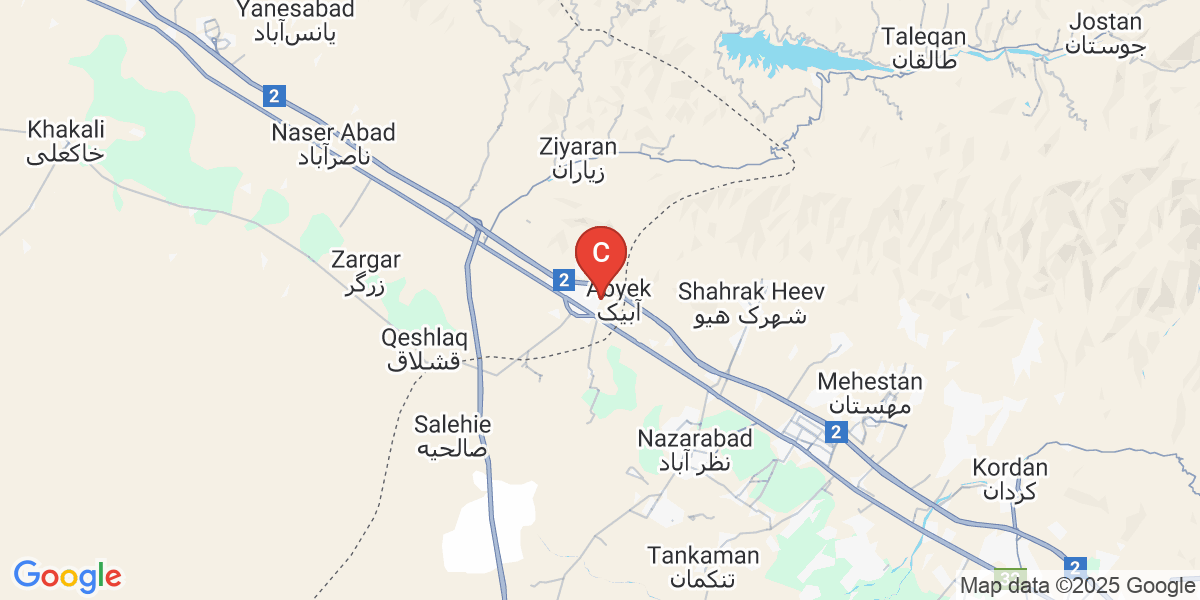 Yanesabad
یانس‌آباد
Taleqan
طالقان
Jostan
جوستان
2
Khakali
خاکعلی
Naser Abad
ناصرآباد
Ziyaran
زیاران
Zargar
زرگر
C
2
Abyek
آبیک
Shahrak Heev
شهرک هیو
Qeshlaq
قشلاق
Mehestan
مهستان
Salehie
صالحیه
2
Nazarabad
نظر آباد
Kordan
کردان
Tankaman
تنکمان
2
Google
Map data ©2025 Google